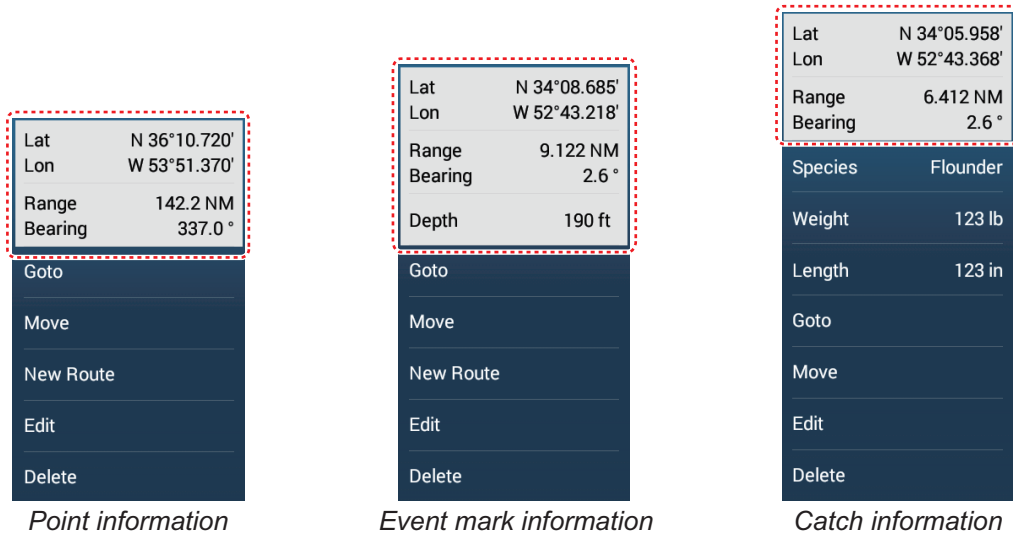 Lat N 36°10.720'
Lon W 53°51.370'
Range 142.2 NM
Bearing 337.0 °
Goto
Move
New Route
Edit
Delete
Point information
Lat N 34°08.685'
Lon W 52°43.218'
Range 9.122 NM
Bearing 2.6 °
Depth 190 ft
Goto
Move
New Route
Edit
Delete
Event mark information
Lat N 34°05.958'
Lon W 52°43.368'
Range 6.412 NM
Bearing 2.6 °
Species Flounder
Weight 123 lb
Length 123 in
Goto
Move
Edit
Delete
Catch information